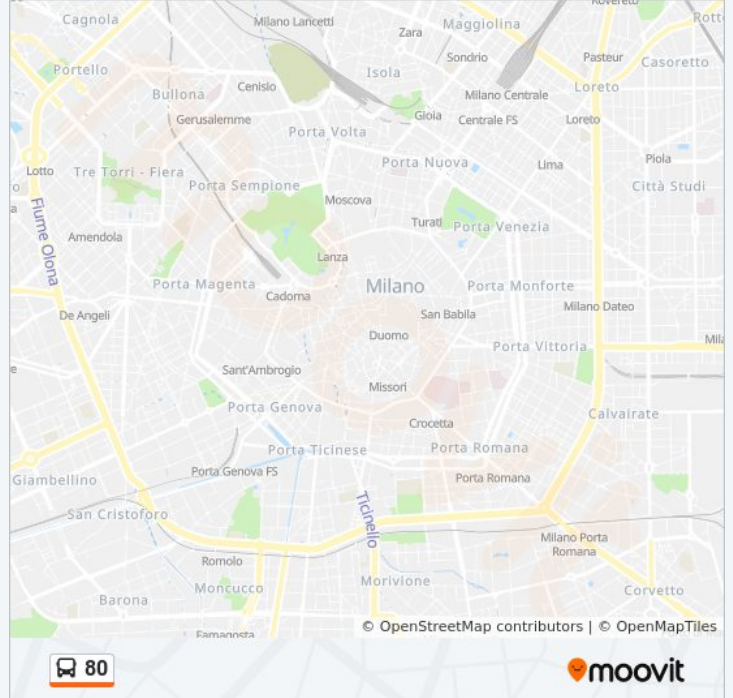 Rovereto
Cagnola
Milano Lancetti
Maggiolina
Zara
Sondrio
Pasteur
Casoretto
Portello
Isola
Bullona
Cenisio
Milano Centrale
Loreto
Gerusalemme
Gioia
Centrale FS
Loreto
Porta Volta
Lotto
Tre Torri - Fiera
Porta Nuova
Lima
Piola
Porta Sempione
Città Studi
Moscova
Fiume Olona
Turati
Porta Venezia
Amendola
Lanza
Porta Magenta
Cadorna
Milano
Porta Monforte
De Angeli
San Babila
Milano Dateo
Duomo
Porta Vittoria
Sant'Ambrogio
Missori
Porta Genova
Crocetta
Calvairate
Porta Ticinese
Porta Romana
Giambellino
Porta Genova FS
Porta Romana
San Cristoforo
Ticinello
Milano Porta
Romana
Romolo
Moncucco
Morivione
Corvetto
Barona
Famagosta
© OpenStreetMap contributors | © OpenMapTiles
80
moovit